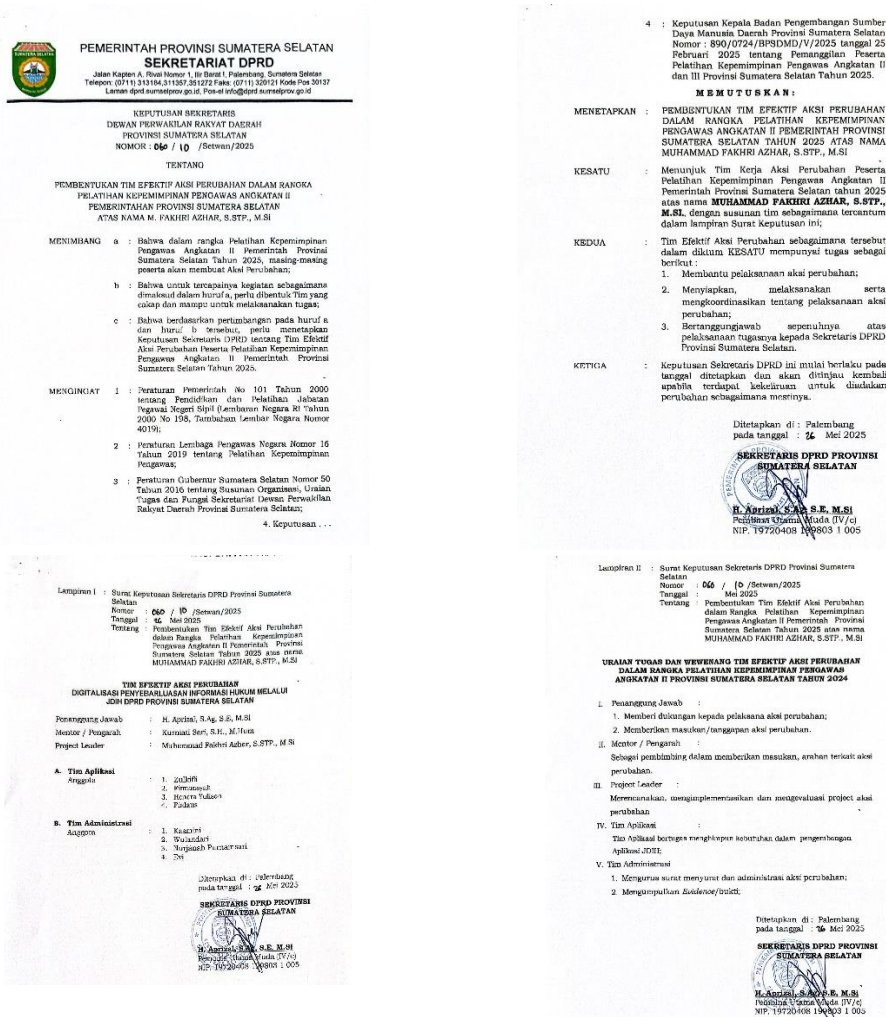 PEMERINTAH PROVINSI SUMATERA SELATAN
SEKRETARIAT DPRD
Jalan Kapten A. Rivai Nomor 1, Ilir Barat I, Palembang, Sumatera Selatan
Telepon: (0711) 313184,311357,351272 Faks: (0711) 320121 Kode Pos 30137
Laman dprd.sumselprov.go.id, Pos-el info@dprd.sumselprov.go.id
KEPUTUSAN SEKRETARIS
DEWAN PERWAKILAN RAKYAT DAERAH
PROVINSI SUMATERA SELATAN
NOMOR : 060 / 10 /Setwan/2025
TENTANG
PEMBENTUKAN TIM EFEKTIF AKSI PERUBAHAN DALAM RANGKA
PELATIHAN KEPEMIMPINAN PENGAWAS ANGKATAN II
PEMERINTAHAN PROVINSI SUMATERA SELATAN
ATAS NAMA M. FAKHRI AZHAR, S.STP., M.Si
MENIMBANG a : Bahwa dalam rangka Pelatihan Kepemimpinan
Pengawas Angkatan II Pemerintah Provinsi
Sumatera Selatan Tahun 2025, masing-masing
peserta akan membuat Aksi Perubahan;
b : Bahwa untuk tercapainya kegiatan sebagaimana
dimaksud dalam huruf a, perlu dibentuk Tim yang
cakap dan mampu untuk melaksanakan tugas;
c : Bahwa berdasarkan pertimbangan pada huruf a
dan huruf b tersebut, perlu menetapkan
Keputusan Sekretaris DPRD tentang Tim Efektif
Aksi Perubahan Peserta Pelatihan Kepemimpinan
Pengawas Angkatan II Pemerintah Provinsi
Sumatera Selatan Tahun 2025.
MENGINGAT 1 : Peraturan Pemerintah No 101 Tahun 2000
tentang Pendidikan dan Pelatihan Jabatan
Pegawai Negeri Sipil (Lembaran Negara RI Tahun
2000 No 198, Tambahan Lembar Negara Nomor
4019);
2 : Peraturan Lembaga Pengawas Negara Nomor 16
Tahun 2019 tentang Pelatihan Kepemimpinan
Pengawas;
3 : Peraturan Gubernur Sumatera Selatan Nomor 50
Tahun 2016 tentang Susunan Organisasi, Uraian
Tugas dan Fungsi Sekretariat Dewan Perwakilan
Rakyat Daerah Provinsi Sumatera Selatan;
4. Keputusan . . .
4 : Keputusan Kepala Badan Pengembangan Sumber
Daya Manusia Daerah Provinsi Sumatera Selatan
Nomor : 890/0724/BPSDMD/V/2025 tanggal 25
Februari 2025 tentang Pemanggilan Peserta
Pelatihan Kepemimpinan Pengawas Angkatan II
dan III Provinsi Sumatera Selatan Tahun 2025.
MEMUTUSKAN:
MENETAPKAN : PEMBENTUKAN TIM EFEKTIF AKSI PERUBAHAN
DALAM RANGKA PELATIHAN KEPEMIMPINAN
PENGAWAS ANGKATAN II PEMERINTAH PROVINSI
SUMATERA SELATAN TAHUN 2025 ATAS NAMA
MUHAMMAD FAKHRI AZHAR, S.STP., M.SI
KESATU : Menunjuk Tim Kerja Aksi Perubahan Peserta
Pelatihan Kepemimpinan Pengawas Angkatan II
Pemerintah Provinsi Sumatera Selatan tahun 2025
atas nama MUHAMMAD FAKHRI AZHAR, S.STP.,
M.SI., dengan susunan tim sebagaimana tercantum
dalam lampiran Surat Keputusan ini;
KEDUA : Tim Efektif Aksi Perubahan sebagaimana tersebut
dalam diktum KESATU mempunyai tugas sebagai
berikut :
1. Membantu pelaksanaan aksi perubahan;
2. Menyiapkan, melaksanakan serta
mengkoordinasikan tentang pelaksanaan aksi
perubahan;
3. Bertanggungjawab sepenuhnya atas
pelaksanaan tugasnya kepada Sekretaris DPRD
Provinsi Sumatera Selatan.
KETIGA : Keputusan Sekretaris DPRD ini mulai berlaku pada
tanggal ditetapkan dan akan ditinjau kembali
apabila terdapat kekeliruan untuk diadakan
perubahan sebagaimana mestinya.
Ditetapkan di : Palembang
pada tanggal : 26 Mei 2025
SEKRETARIS DPRD PROVINSI
SUMATERA SELATAN
H. Aprizal, S.Ag, S.E, M.Si
Pembina Utama Muda (IV/c)
NIP. 19720408 199803 1 005
Lampiran I : Surat Keputusan Sekretaris DPRD Provinsi Sumatera
Selatan
Nomor : 060 / 10 /Setwan/2025
Tanggal : 26 Mei 2025
Tentang : Pembentukan Tim Efektif Aksi Perubahan
dalam Rangka Pelatihan Kepemimpinan
Pengawas Angkatan II Pemerintah Provinsi
Sumatera Selatan Tahun 2025 atas nama
MUHAMMAD FAKHRI AZHAR, S.STP., M.SI
TIM EFEKTIF AKSI PERUBAHAN
DIGITALISASI PENYEBARLUASAN INFORMASI HUKUM MELALUI
JDIH DPRD PROVINSI SUMATERA SELATAN
Penanggung Jawab : H. Aprizal, S.Ag, S.E, M.Si
Mentor / Pengarah : Kurniati Sari, S.H., M.Hum
Project Leader : Muhammad Fakhri Azhar, S.STP., M.Si
A. Tim Aplikasi
Anggota : 1. Zulkifli
2. Firmansyah
3.
4. Firdaus
B. Tim Administrasi
Anggota : 1. Kasmini
2. Wulandari
3. Nurjanah Purnamasari
4. Evi
Ditetapkan di : Palembang
pada tanggal : 26 Mei 2025
SEKRETARIS DPRD PROVINSI
SUMATERA SELATAN
H. Aprizal, S.Ag, S.E, M.Si
Pembina Utama Muda (IV/c)
NIP. 19720408 199803 1 005
Lampiran II : Surat Keputusan Sekretaris DPRD Provinsi Sumatera
Selatan
Nomor : 060 / 10 /Setwan/2025
Tanggal : Mei 2025
Tentang : Pembentukan Tim Efektif Aksi Perubahan
dalam Rangka Pelatihan Kepemimpinan
Pengawas Angkatan II Pemerintah Provinsi
Sumatera Selatan Tahun 2025 atas nama
MUHAMMAD FAKHRI AZHAR, S.STP., M.SI
URAIAN TUGAS DAN WEWENANG TIM EFEKTIF AKSI PERUBAHAN
DALAM RANGKA PELATIHAN KEPEMIMPINAN PENGAWAS
ANGKATAN II PROVINSI SUMATERA SELATAN TAHUN 2024
I. Penanggung Jawab :
1. Memberi dukungan kepada pelaksana aksi perubahan;
2. Memberikan masukan/tanggapan aksi perubahan.
II. Mentor / Pengarah :
Sebagai pembimbing dalam memberikan masukan, arahan terkait aksi
perubahan.
III. Project Leader :
Merencanakan, mengimplementasikan dan mengevaluasi project aksi
perubahan
IV. Tim Aplikasi :
Tim Aplikasi bertugas menghimpun kebutuhan dalam pengembangan
Aplikasi JDIH;
V. Tim Administrasi
1. Mengurus surat menyurat dan administrasi aksi perubahan;
2. Mengumpulkan Evidence/bukti;
Ditetapkan di : Palembang
pada tanggal : 26 Mei 2025
SEKRETARIS DPRD PROVINSI
SUMATERA SELATAN
H. Aprizal, S.Ag, S.E, M.Si
Pembina Utama Muda (IV/c)
NIP. 19720408 199803 1 005